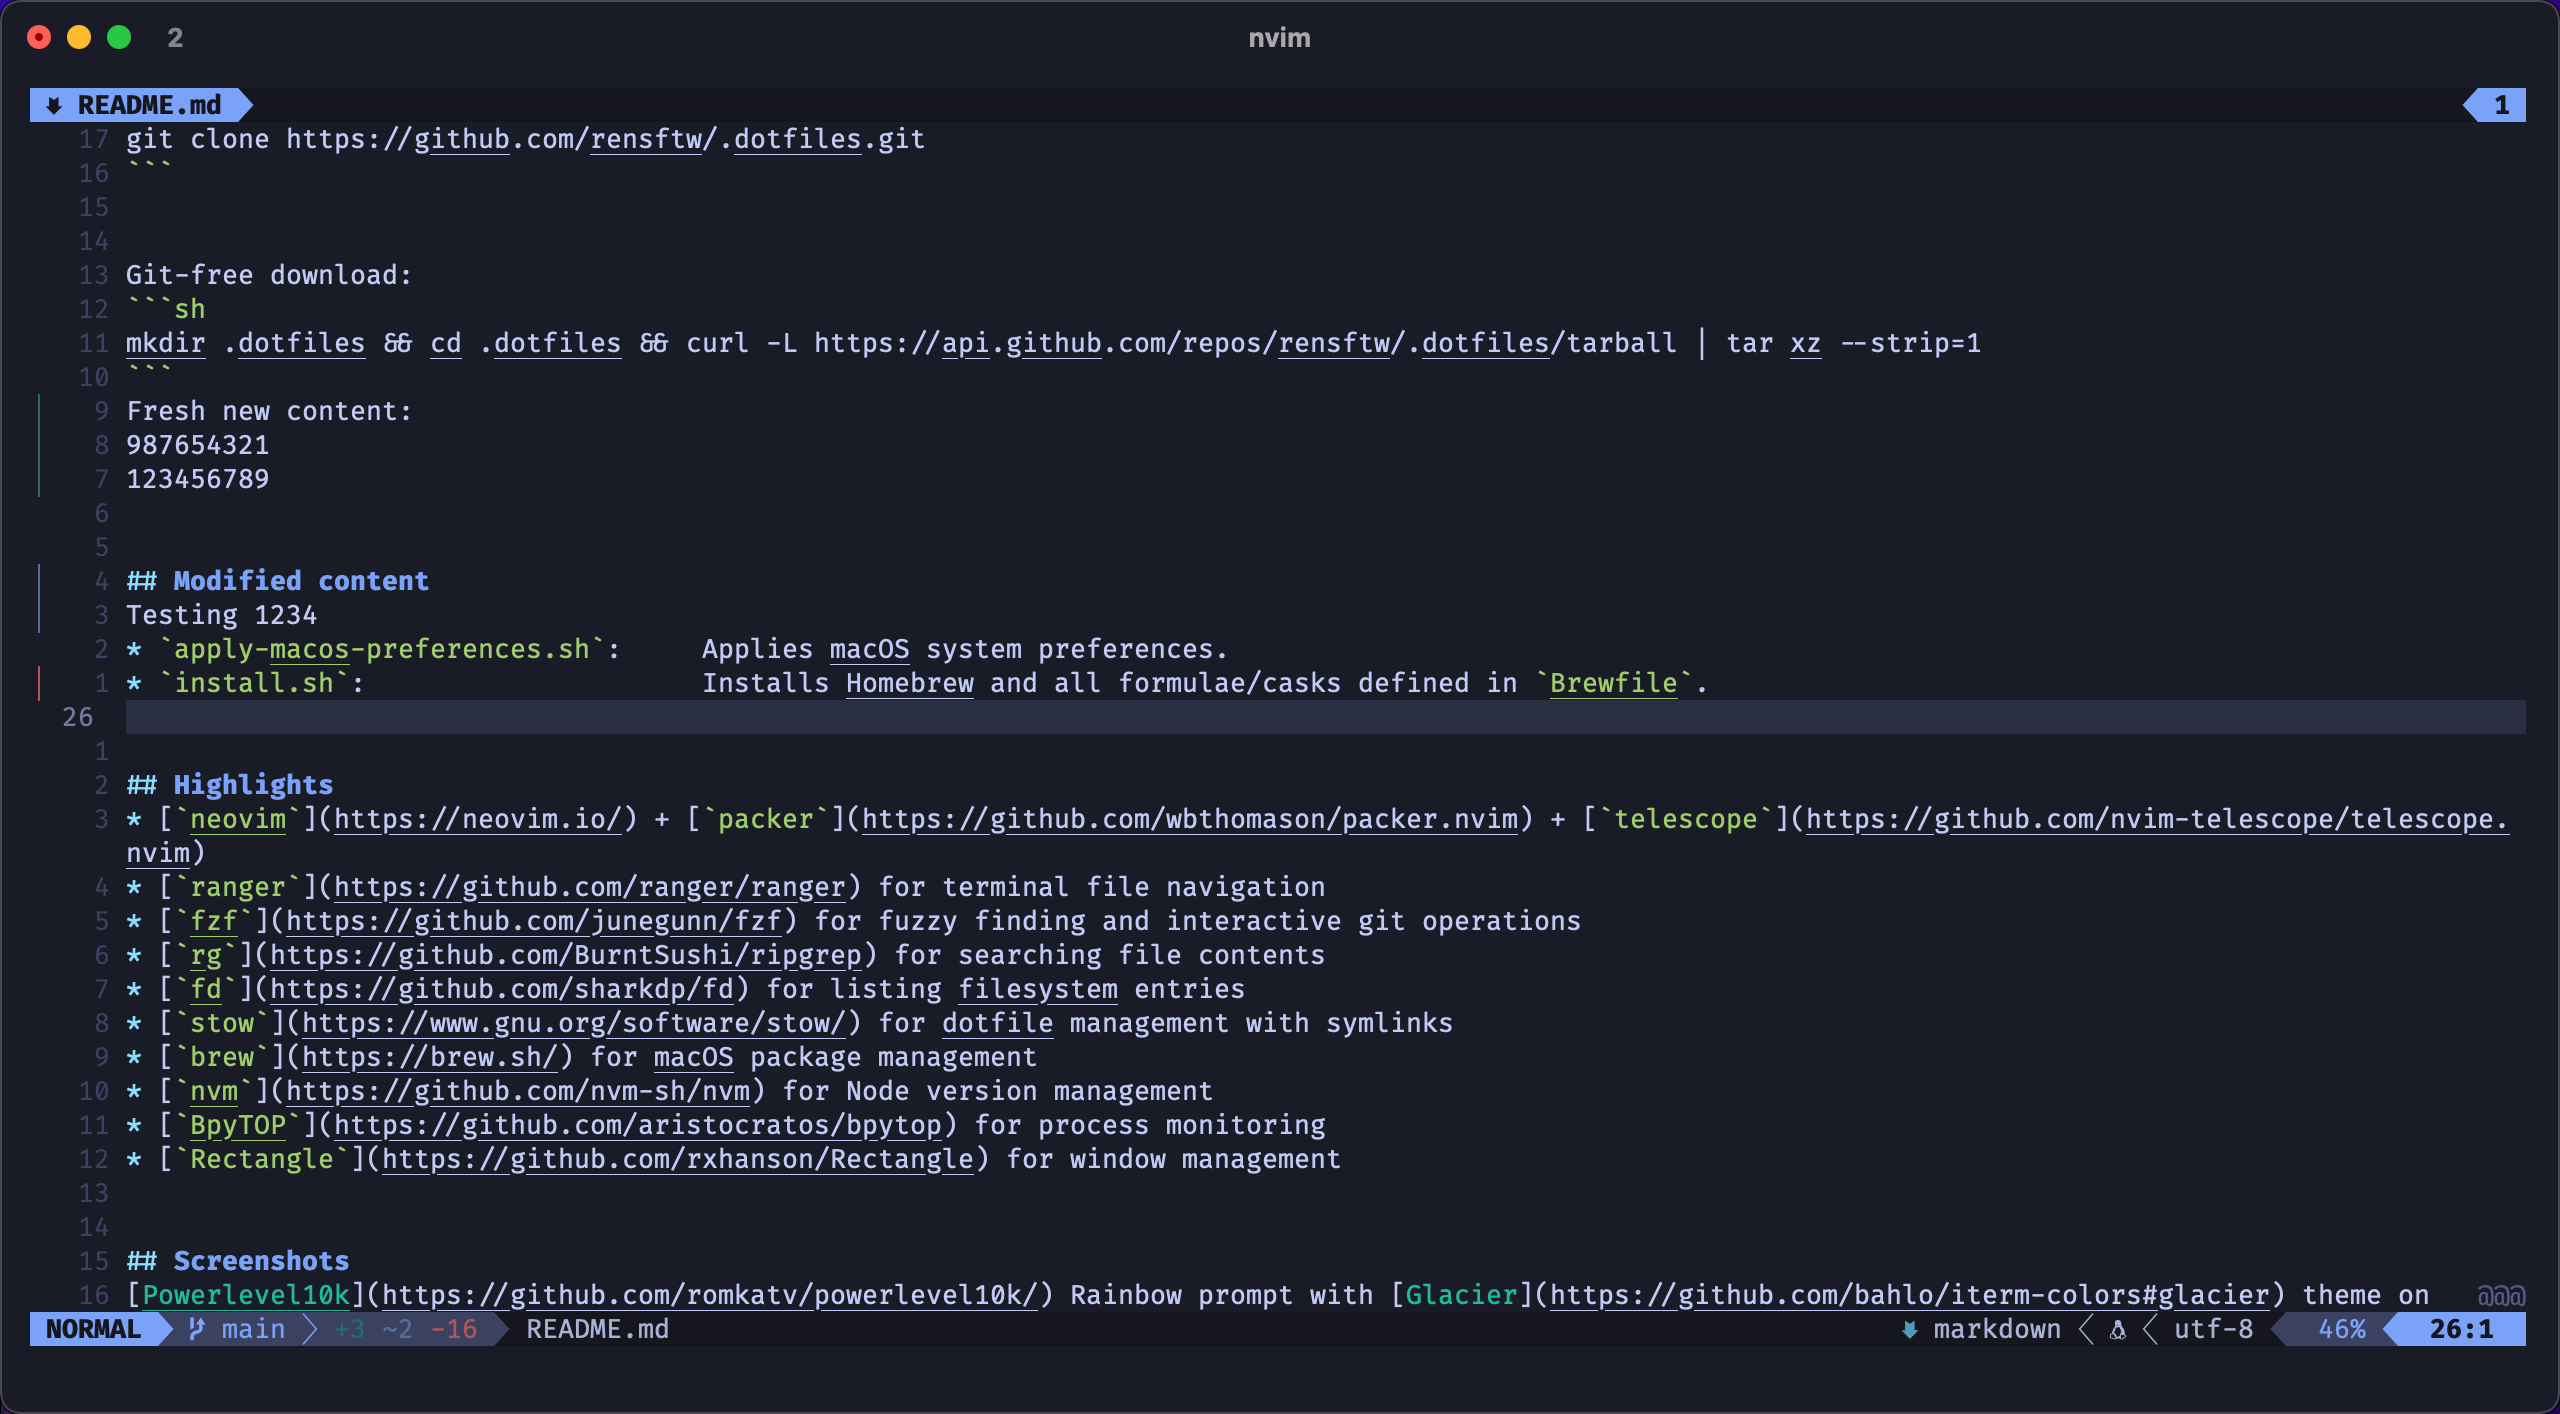 2
nvim
README.md
1
17 git clone https://github.com/rensftw/.dotfiles.git
16 ```
15
14
13 Git-free download:
12 ```sh
11 mkdir .dotfiles && cd .dotfiles && curl -L https://api.github.com/repos/rensftw/.dotfiles/tarball | tar xz --strip=1
10 ```
9 Fresh new content:
8 987654321
7 123456789
6
5
4 ## Modified content
3 Testing 1234
2 * `apply-macos-preferences.sh`:     Applies macOS system preferences.
1 * `install.sh`:                     Installs Homebrew and all formulae/casks defined in `Brewfile`.
26
1
2 ## Highlights
3 * [`neovim`](https://neovim.io/) + [`packer`](https://github.com/wbthomason/packer.nvim) + [`telescope`](https://github.com/nvim-telescope/telescope.
nvim)
4 * [`ranger`](https://github.com/ranger/ranger) for terminal file navigation
5 * [`fzf`](https://github.com/junegunn/fzf) for fuzzy finding and interactive git operations
6 * [`rg`](https://github.com/BurntSushi/ripgrep) for searching file contents
7 * [`fd`](https://github.com/sharkdp/fd) for listing filesystem entries
8 * [`stow`](https://www.gnu.org/software/stow/) for dotfile management with symlinks
9 * [`brew`](https://brew.sh/) for macOS package management
10 * [`nvm`](https://github.com/nvm-sh/nvm) for Node version management
11 * [`BpyTOP`](https://github.com/aristocratos/bpytop) for process monitoring
12 * [`Rectangle`](https://github.com/rxhanson/Rectangle) for window management
13
14
15 ## Screenshots
16 [Powerlevel10k](https://github.com/romkatv/powerlevel10k/) Rainbow prompt with [Glacier](https://github.com/bahlo/iterm-colors#glacier) theme on @@@
NORMAL main +3 ~2 -16 README.md markdown utf-8 46% 26:1